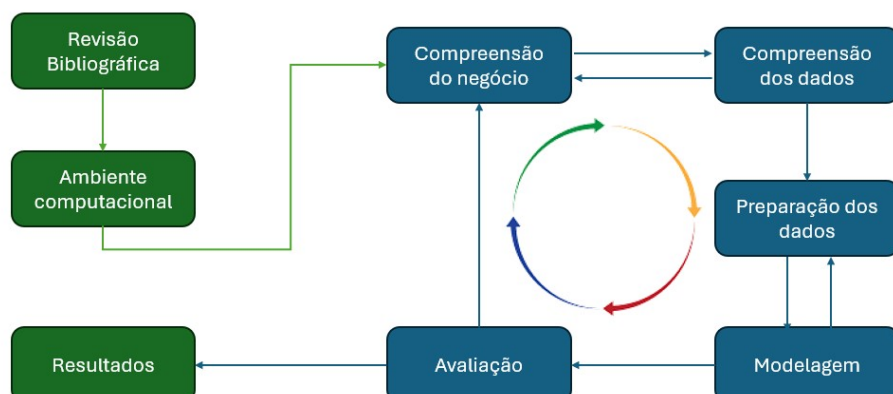 Revisão
Bibliográfica
Compreensão
do negócio
Compreensão
dos dados
Ambiente
computacional
Preparação dos
dados
Resultados
Avaliação
Modelagem